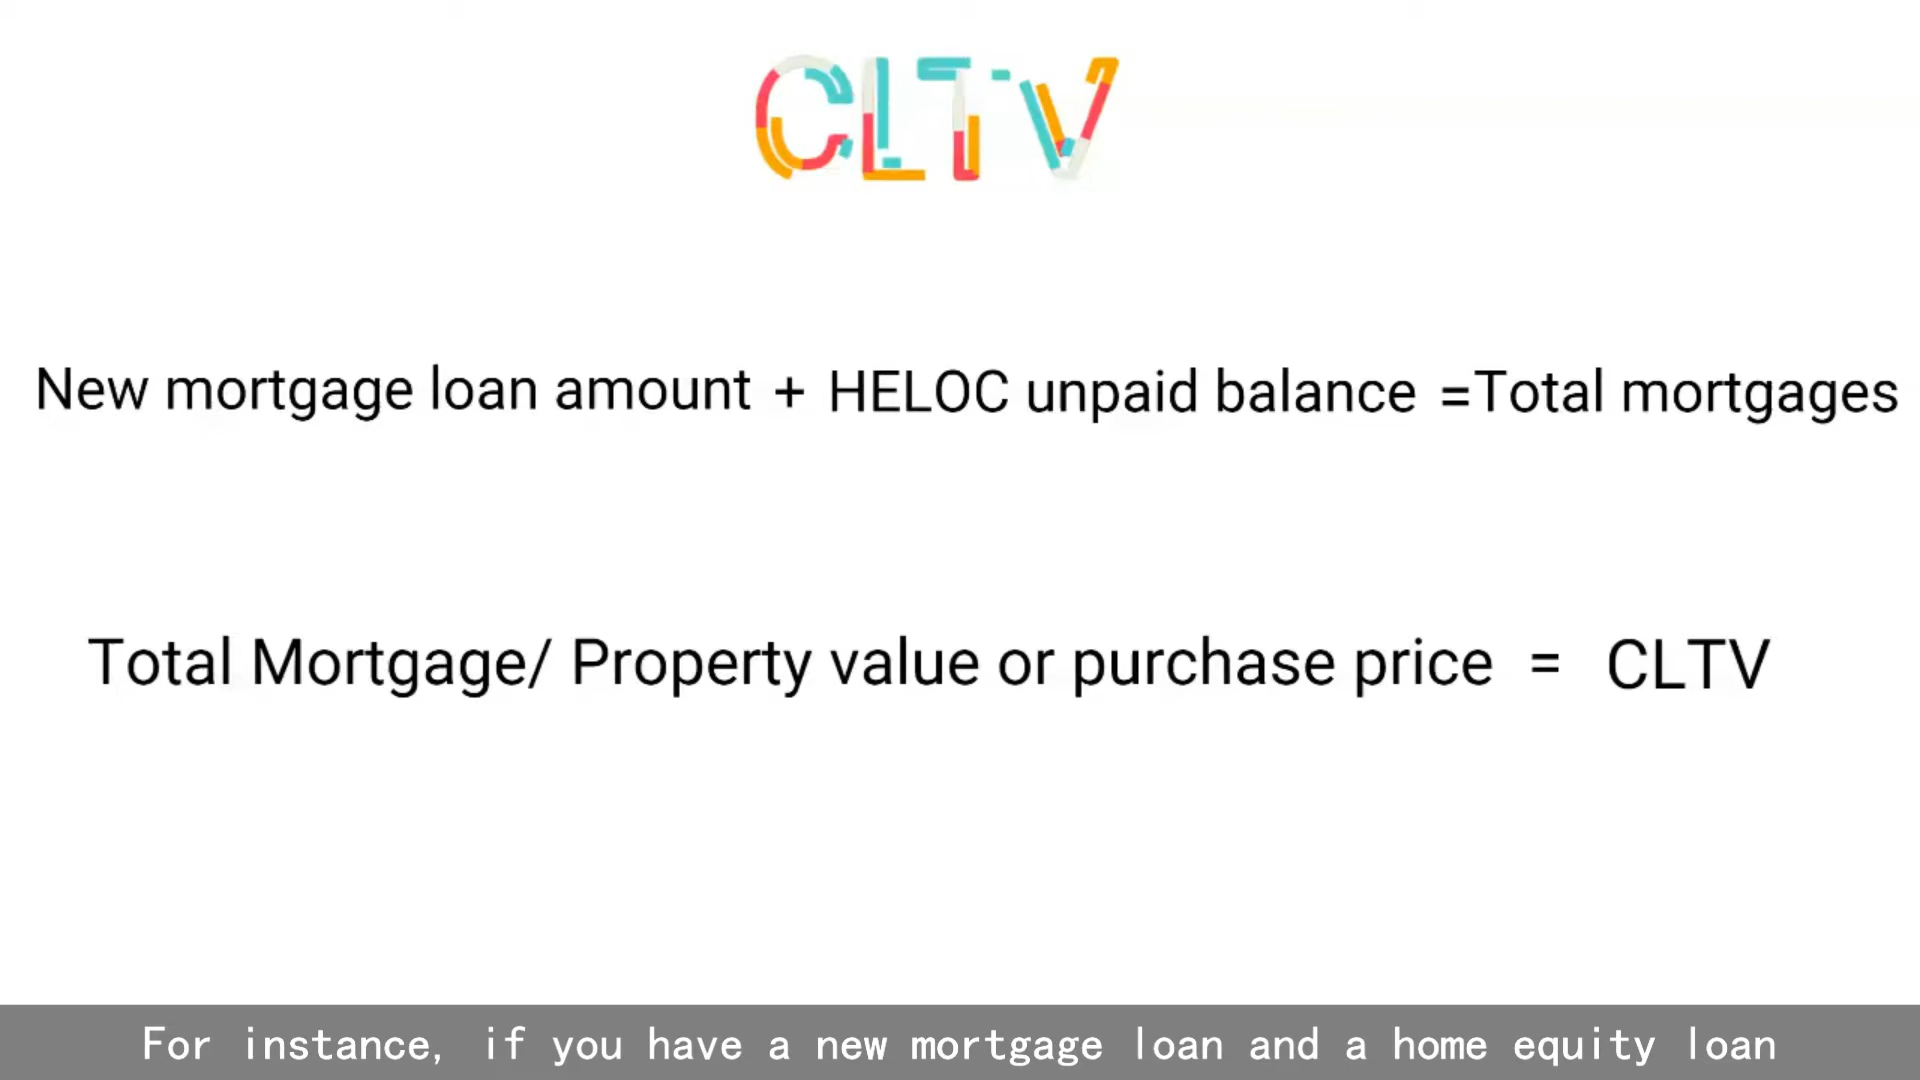 CLTV
New mortgage loan amount + HELOC unpaid balance =Total mortgages
Total Mortgage/ Property value or purchase price = CLTV
For instance, if you have a new mortgage loan and a home equity loan